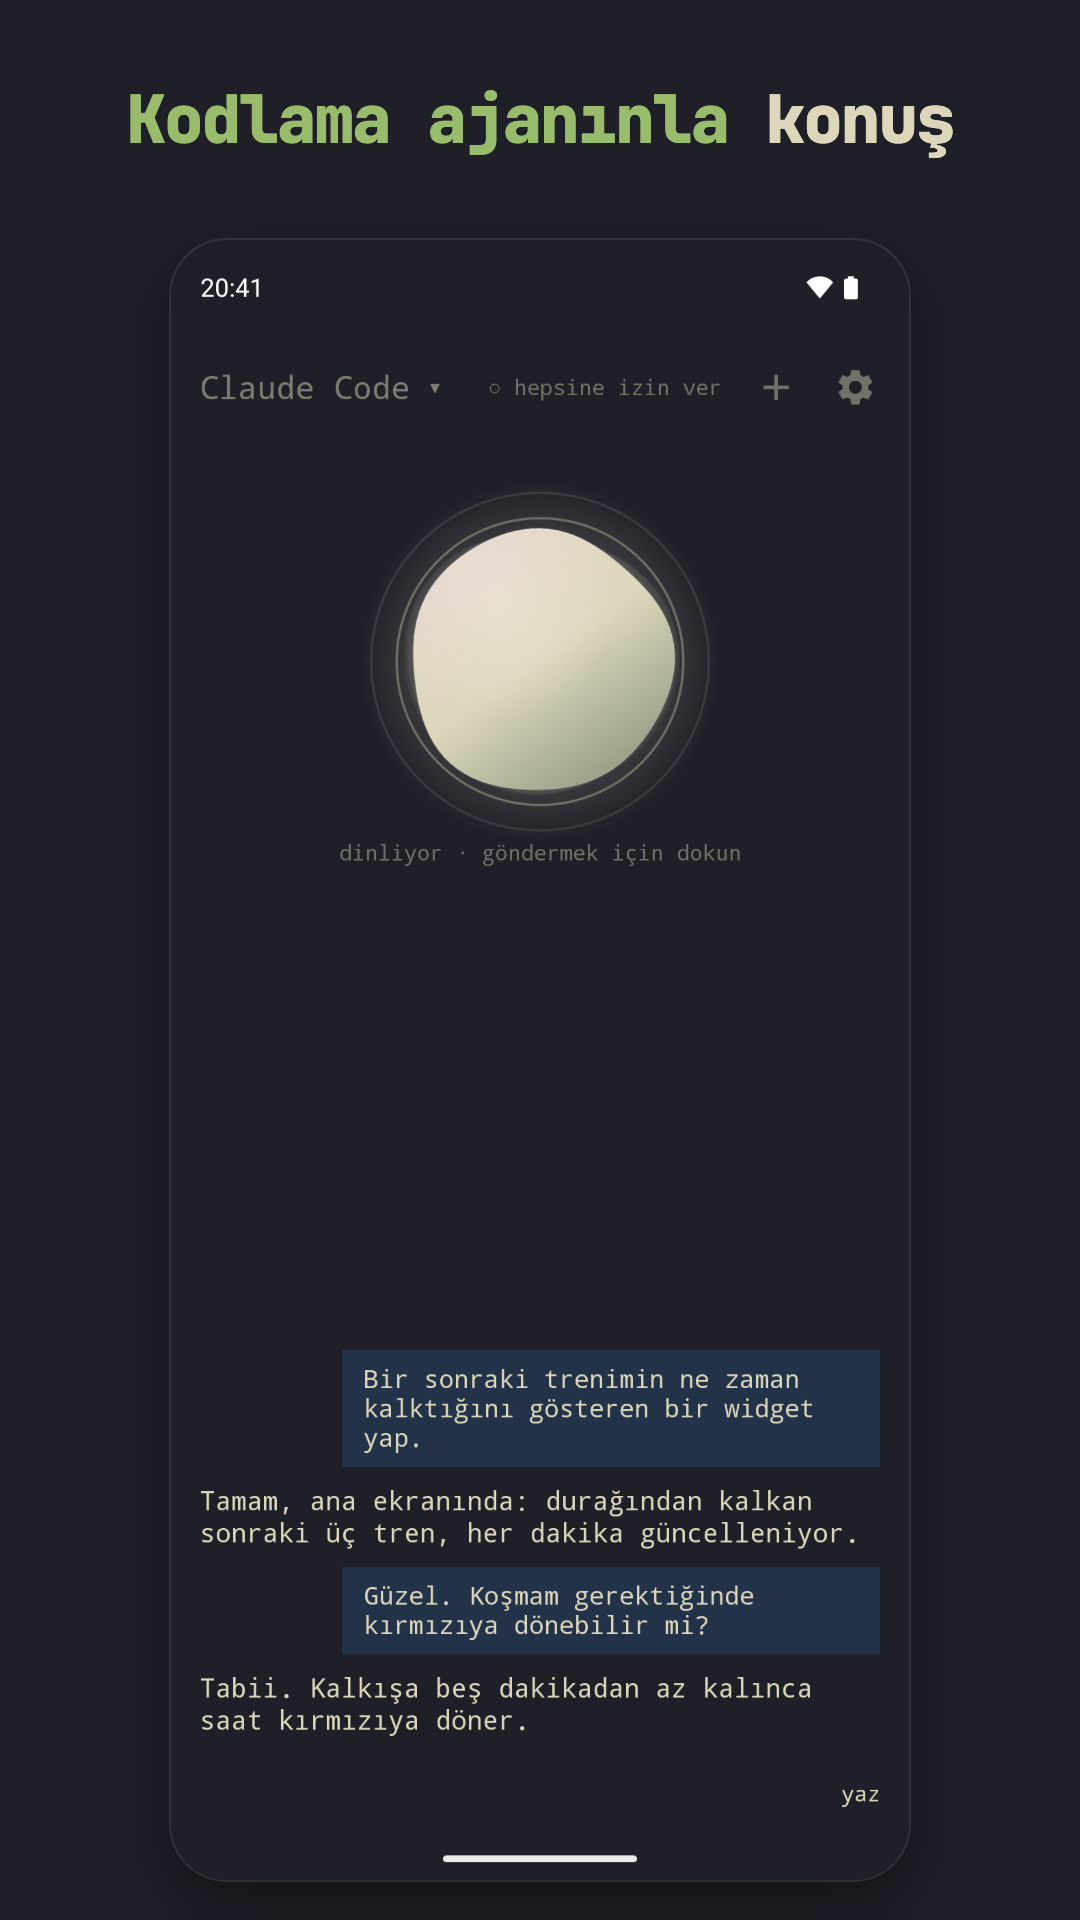 Kodlama ajanınla konuş
20:41
Claude Code ▾ ○ hepsine izin ver +
dinliyor · göndermek için dokun
Bir sonraki trenimin ne zaman
kalktığını gösteren bir widget
yap.
Tamam, ana ekranında: durağından kalkan
sonraki üç tren, her dakika güncelleniyor.
Güzel. Koşmam gerektiğinde
kırmızıya dönebilir mi?
Tabii. Kalkışa beş dakikadan az kalınca
saat kırmızıya döner.
yaz